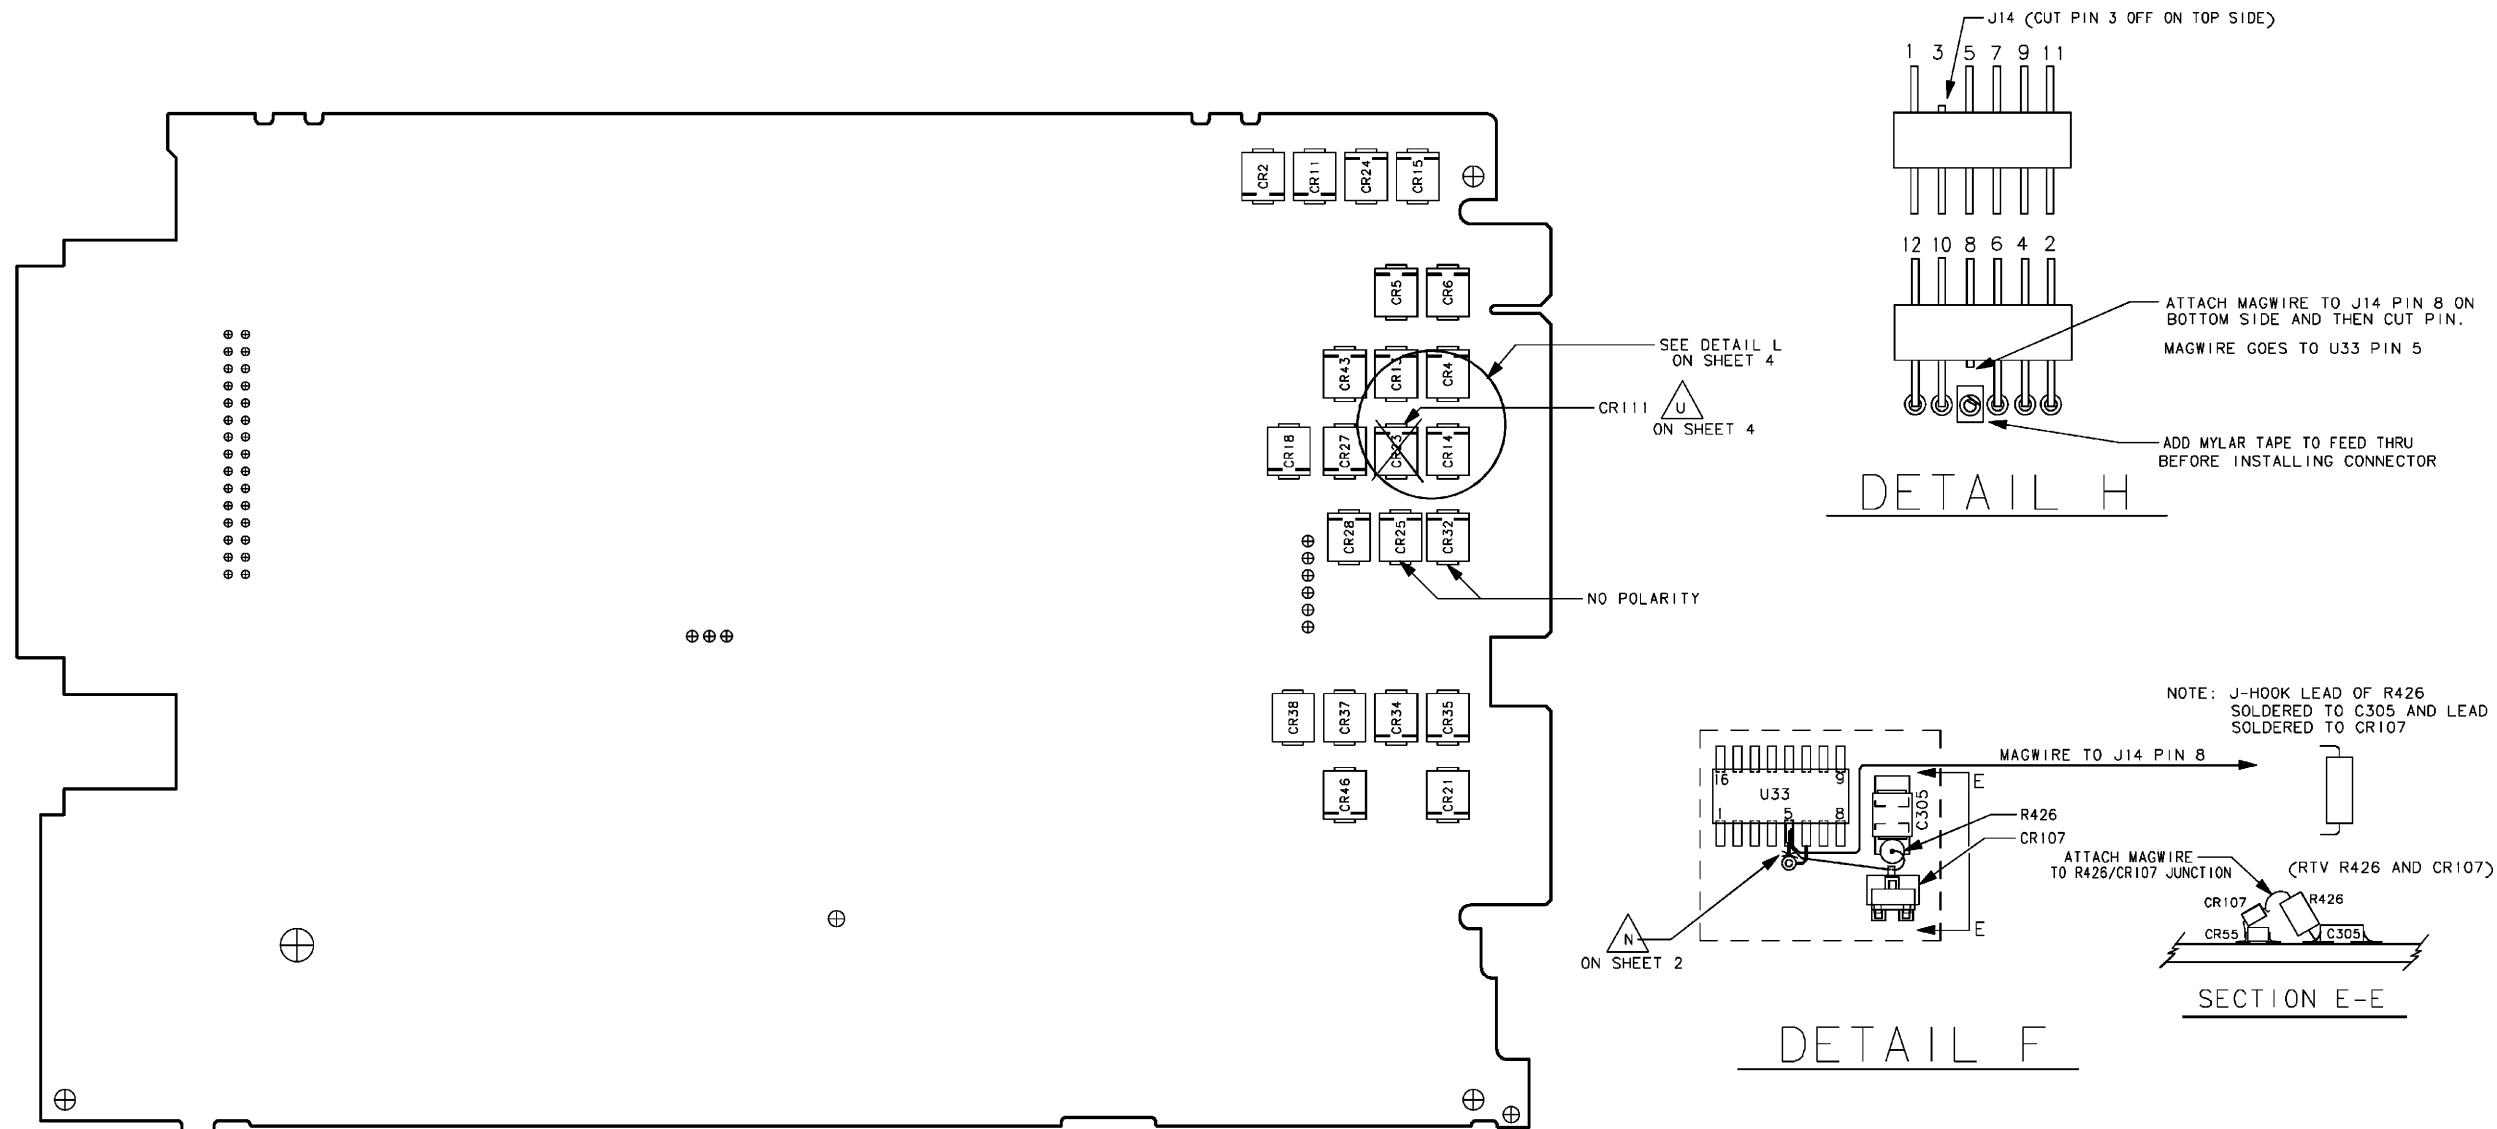 J14 (CUT PIN 3 OFF ON TOP SIDE)
1 3 5 7 9 11
CR2 CR11 CR24 CR15
12 10 8 6 4 2
CR5 CR6
ATTACH MAGWIRE TO J14 PIN 8 ON
BOTTOM SIDE AND THEN CUT PIN.
MAGWIRE GOES TO U33 PIN 5
SEE DETAIL L
ON SHEET 4
CR43 CR13 CR4
CR111 U
ON SHEET 4
CR18 CR27 CR23 CR14
ADD MYLAR TAPE TO FEED THRU
BEFORE INSTALLING CONNECTOR
DETAIL H
CR28 CR25 CR32
NO POLARITY
CR38 CR37 CR34 CR35
CR46 CR21
NOTE: J-HOOK LEAD OF R426
SOLDERED TO C305 AND LEAD
SOLDERED TO CR107
MAGWIRE TO J14 PIN 8
16 9
U33
1 5 8
C305
E
R426
CR107
E
N
ON SHEET 2
ATTACH MAGWIRE
TO R426/CR107 JUNCTION
(RTV R426 AND CR107)
CR107 R426
CR55 C305
SECTION E-E
DETAIL F